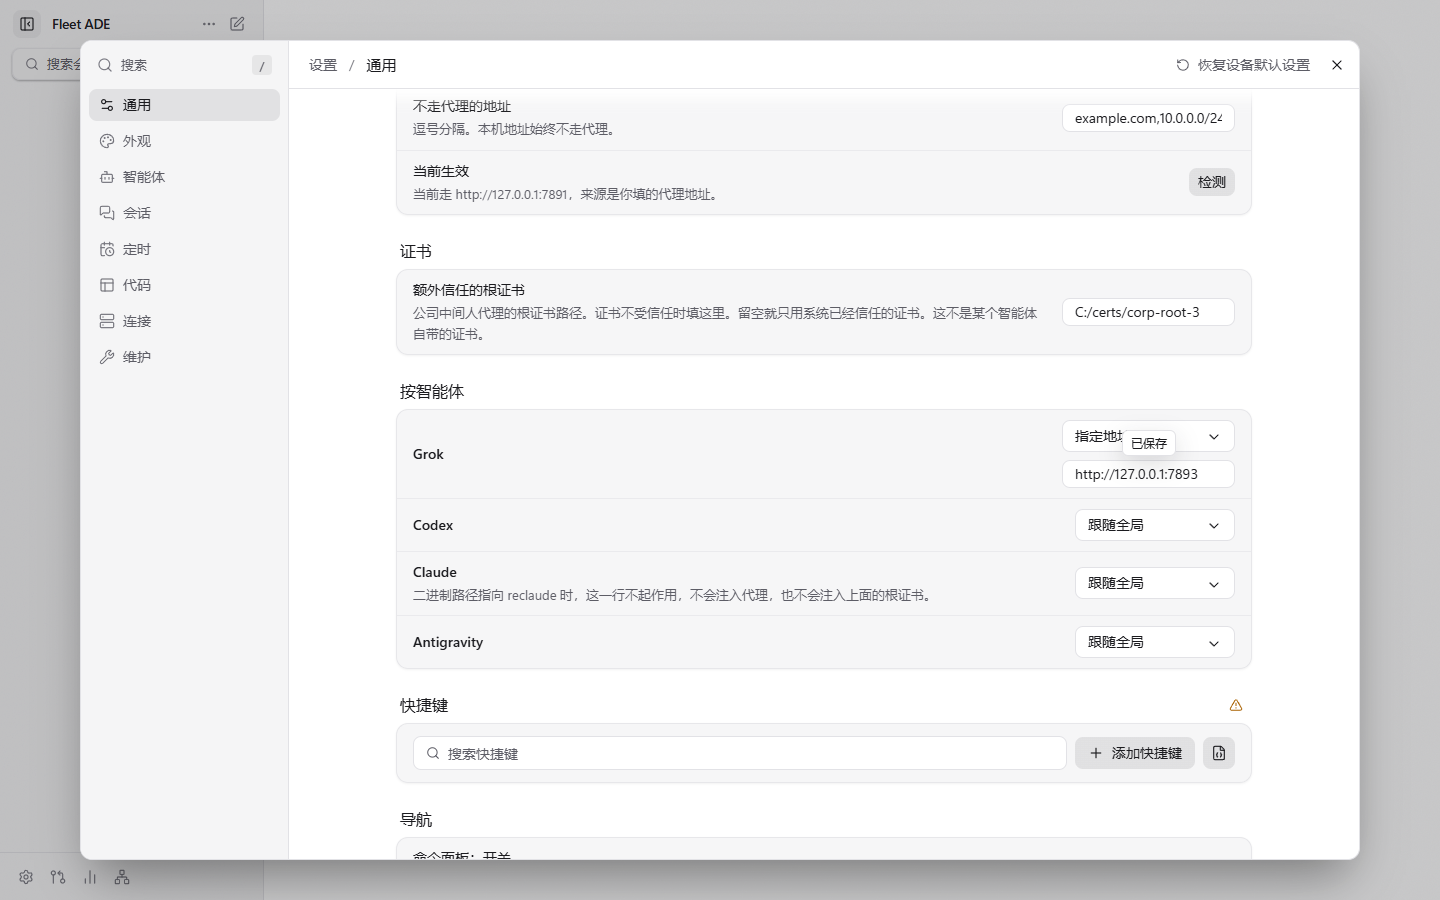 Fleet ADE
搜索
搜索
/
通用
外观
智能体
会话
定时
代码
连接
维护
设置 / 通用
恢复设备默认设置
不走代理的地址
逗号分隔。本机地址始终不走代理。
example.com,10.0.0.0/24
当前生效
当前走 http://127.0.0.1:7891，来源是你填的代理地址。
检测
证书
额外信任的根证书
公司中间人代理的根证书路径。证书不受信任时填这里。留空就只用系统已经信任的证书。这不是某个智能体
自带的证书。
C:/certs/corp-root-3
按智能体
Grok
指定地
已保存
http://127.0.0.1:7893
Codex
跟随全局
Claude
二进制路径指向 reclaude 时，这一行不起作用，不会注入代理，也不会注入上面的根证书。
跟随全局
Antigravity
跟随全局
快捷键
搜索快捷键
添加快捷键
导航
命令面板：开关